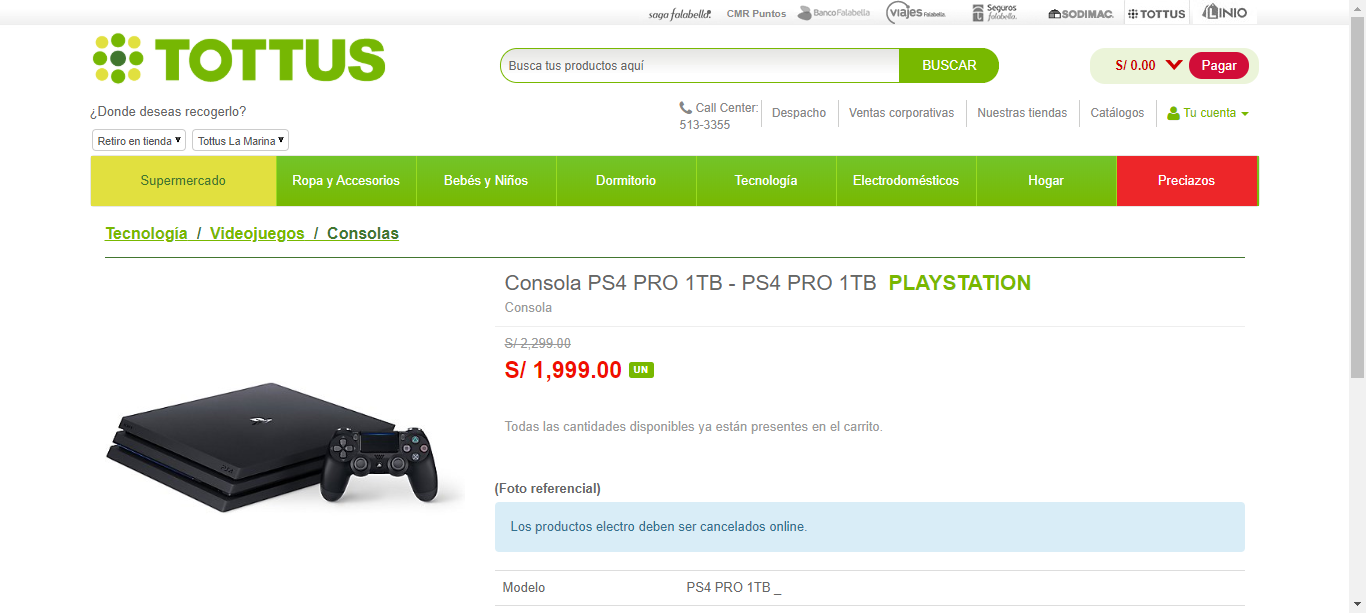 saga falabella. CMR Puntos BancoFalabella viajes Falabella Seguros falabella. SODIMAC. TOTTUS LINIO
TOTTUS
Busca tus productos aquí BUSCAR
S/ 0.00 Pagar
¿Donde deseas recogerlo?
Call Center: 513-3355 Despacho Ventas corporativas Nuestras tiendas Catálogos Tu cuenta
Retiro en tienda Tottus La Marina
Supermercado Ropa y Accesorios Bebés y Niños Dormitorio Tecnología Electrodomésticos Hogar Preciazos
Tecnología / Videojuegos / Consolas
Consola PS4 PRO 1TB - PS4 PRO 1TB PLAYSTATION
Consola
S/ 2,299.00
S/ 1,999.00 UN
Todas las cantidades disponibles ya están presentes en el carrito.
(Foto referencial)
Los productos electro deben ser cancelados online.
Modelo PS4 PRO 1TB _